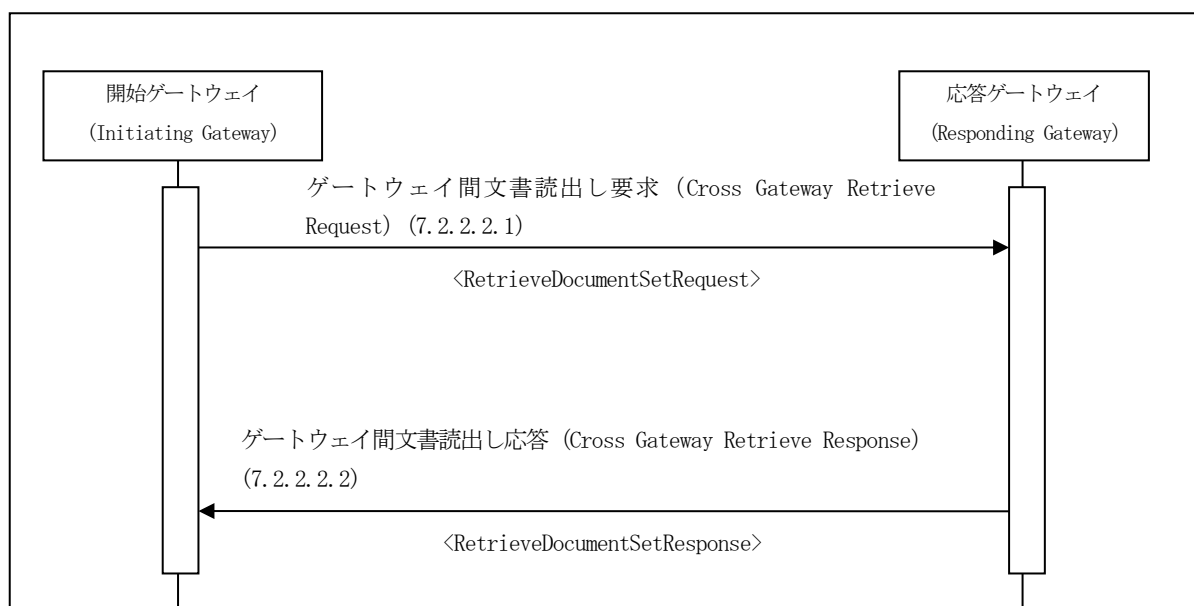 開始ゲートウェイ
(Initiating Gateway)
応答ゲートウェイ
(Responding Gateway)
ゲートウェイ間文書読出し要求 (Cross Gateway Retrieve
Request) (7.2.2.2.1)
<RetrieveDocumentSetRequest>
ゲートウェイ間文書読出し応答 (Cross Gateway Retrieve Response)
(7.2.2.2.2)
<RetrieveDocumentSetResponse>